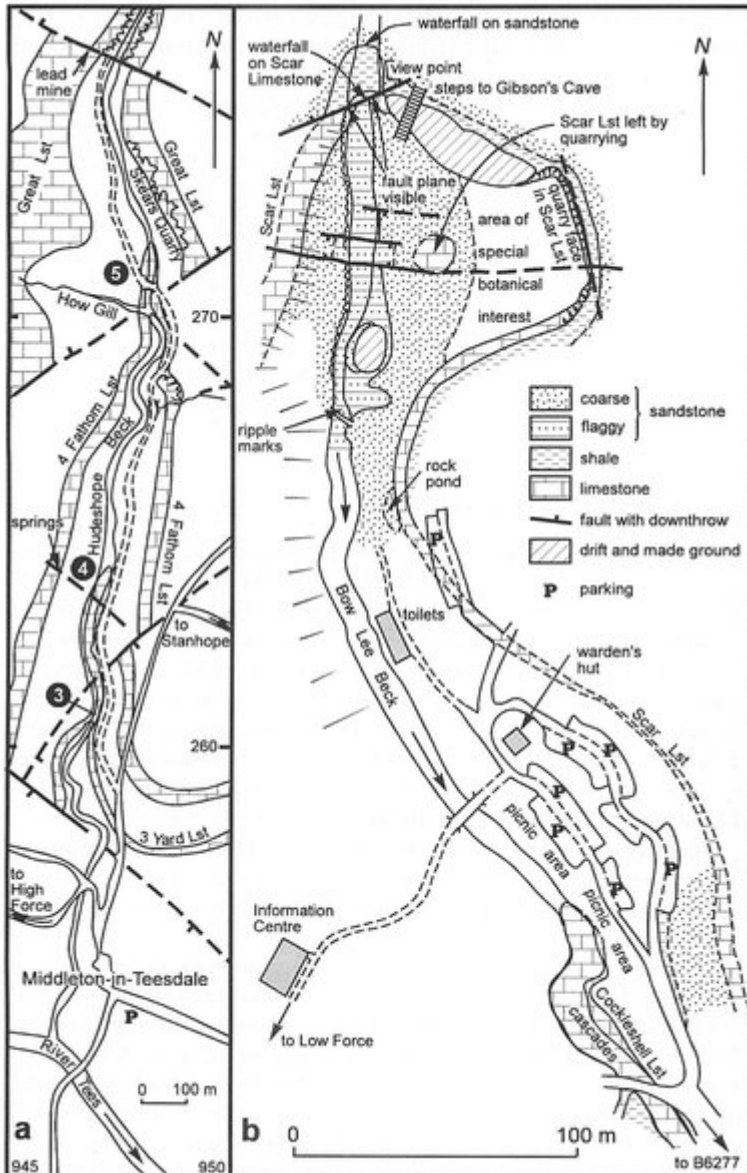 N
lead
mine
Great Lst
Great Lst
Skears Quarry
5
How Gill
270
4 Fathom Lst
Beck
Hudeshope
4 Fathom Lst
springs
4
to
Stanhope
3
260
3 Yard Lst
to
High
Force
Middleton-in-Teesdale
P
River
Tees
0 100 m
a
945 950
waterfall on sandstone
waterfall
on Scar
Limestone
view point
steps to Gibson's Cave
Scar Lst left by
quarrying
N
Scar Lst
fault plane
visible
quarry face
in Scar Lst
area of
special
botanical
interest
ripple
marks
rock
pond
coarse
flaggy
sandstone
shale
limestone
fault with downthrow
drift and made ground
P parking
P
Bow Lee
Beck
toilets
warden's
hut
Scar Lst
P
P
P
P
P
P
picnic area
picnic area
Information
Centre
to Low Force
Cockleshell Lst
cascades
b
0 100 m
to B6277